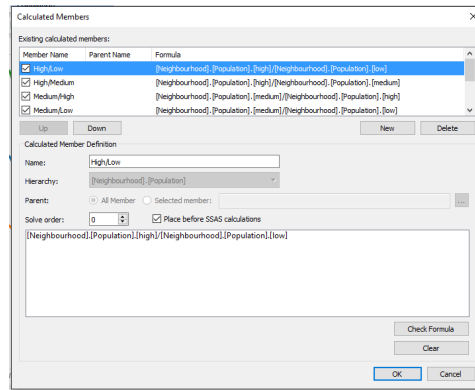 Calculated Members
Existing calculated members:
Member Name Parent Name Formula
High/Low [Neighbourhood].[Population].[high]/[Neighbourhood].[Population].[low]
High/Medium [Neighbourhood].[Population].[high]/[Neighbourhood].[Population].[medium]
Medium/High [Neighbourhood].[Population].[medium]/[Neighbourhood].[Population].[high]
Medium/Low [Neighbourhood].[Population].[medium]/[Neighbourhood].[Population].[low]
Up Down New Delete
Calculated Member Definition
Name: High/Low
Hierarchy: [Neighbourhood].[Population]
Parent: All Member Selected member: ...
Solve order: 0 Place before SSAS calculations
[Neighbourhood].[Population].[high]/[Neighbourhood].[Population].[low]
Check Formula
Clear
OK Cancel